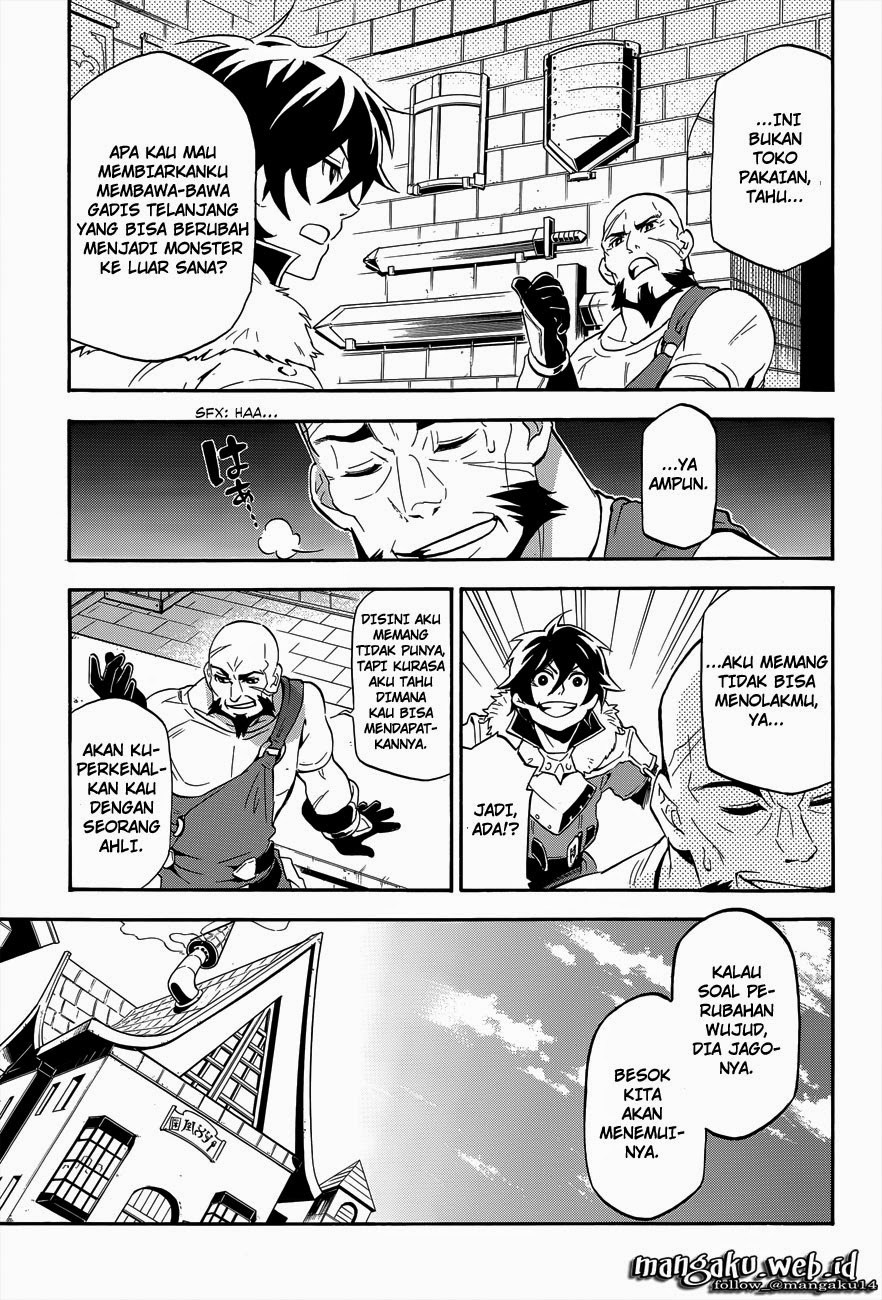 ...INI
BUKAN
TOKO
PAKAIAN,
TAHU...
APA KAU MAU
MEMBIARKANKU
MEMBAWA-BAWA
GADIS TELANJANG
YANG BISA BERUBAH
MENJADI MONSTER
KE LUAR SANA?
SFX: HAA...
...YA
AMPUN.
はぁ…
...AKU MEMANG
TIDAK BISA
MENOLAKMU,
YA...
JADI,
ADA!?
DISINI AKU
MEMANG
TIDAK PUNYA,
TAPI KURASA
AKU TAHU
DIMANA
KAU BISA
MENDAPAT-
KANNYA.
AKAN KU-
PERKENAL-
KAN KAU
DENGAN
SEORANG
AHLI.
KALAU
SOAL PE-
RUBAHAN
WUJUD,
DIA JAGO-
NYA.
BESOK
KITA
AKAN
MENEMUI-
NYA.
mangaku.web.id
follow_@mangaku14